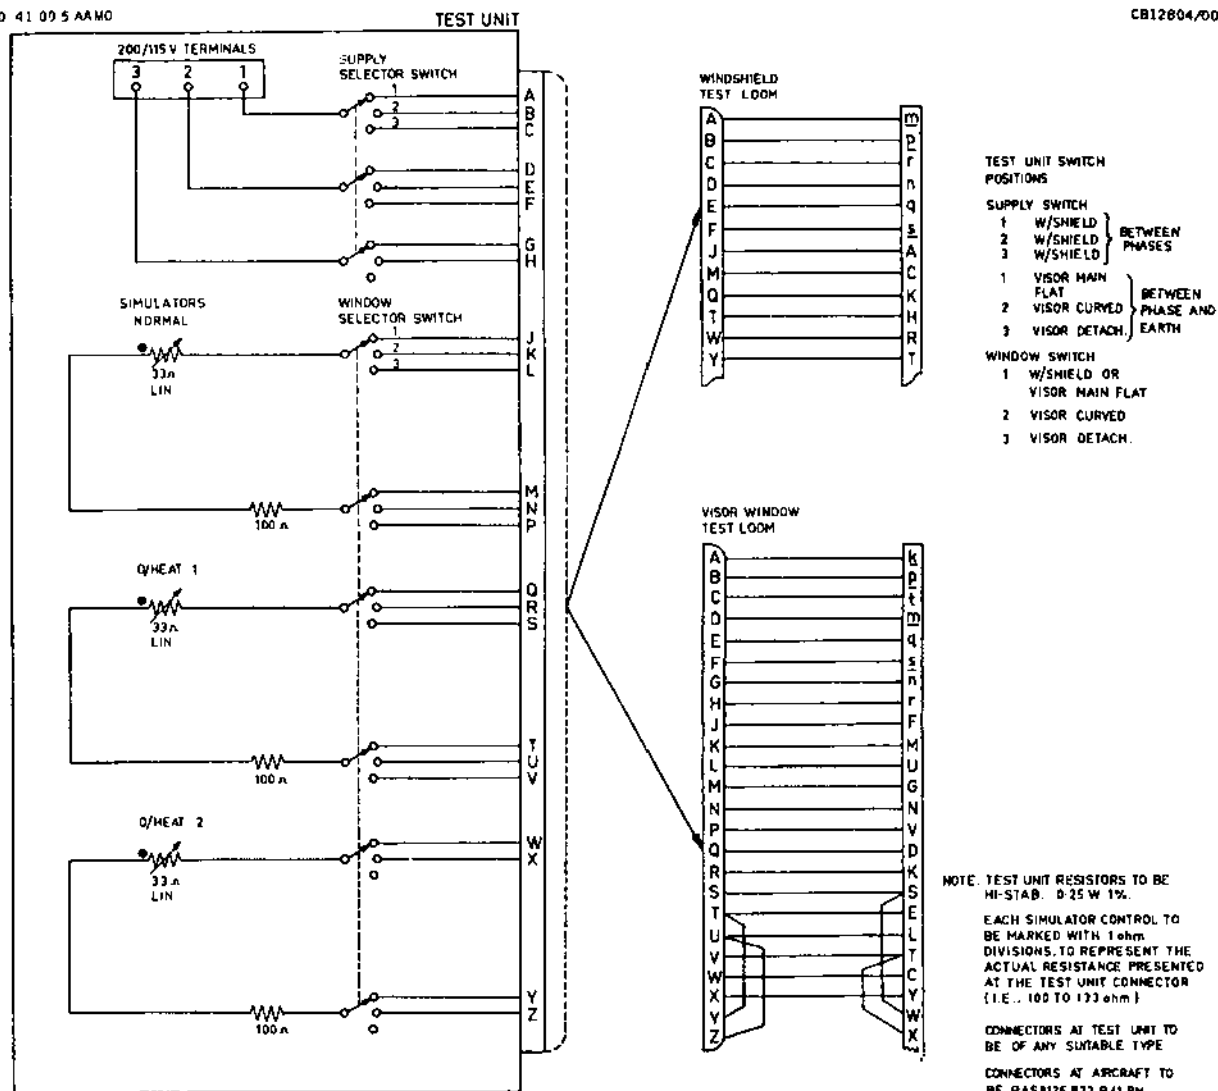 41 09 5 AAMO
TEST UNIT
CB12804/00
200/115 V TERMINALS
3 2 1
SUPPLY
SELECTOR SWITCH
1
2
3
A
B
C
D
E
F
G
H
SIMULATORS
NORMAL
33Ω
LIN
WINDOW
SELECTOR SWITCH
1
2
3
J
K
L
100Ω
M
N
P
O/HEAT 1
33Ω
LIN
Q
R
S
100Ω
T
U
V
O/HEAT 2
33Ω
LIN
W
X
100Ω
Y
Z
WINDSHIELD
TEST LOOM
A m
B p
C r
D n
E q
F s
J A
M C
Q K
T H
W R
Y T
VISOR WINDOW
TEST LOOM
A k
B p
C t
D m
E q
F s
G n
H r
J F
K M
L U
M G
N N
P V
Q D
R K
S S
T E
U L
V T
W C
X Y
Y W
Z X
TEST UNIT SWITCH
POSITIONS
SUPPLY SWITCH
1 W/SHIELD
2 W/SHIELD
3 W/SHIELD
BETWEEN
PHASES
1 VISOR MAIN
FLAT
2 VISOR CURVED
3 VISOR DETACH.
BETWEEN
PHASE AND
EARTH
WINDOW SWITCH
1 W/SHIELD OR
VISOR MAIN FLAT
2 VISOR CURVED
3 VISOR DETACH.
NOTE. TEST UNIT RESISTORS TO BE
HI-STAB. 0·25 W 1%.
EACH SIMULATOR CONTROL TO
BE MARKED WITH 1 ohm
DIVISIONS, TO REPRESENT THE
ACTUAL RESISTANCE PRESENTED
AT THE TEST UNIT CONNECTOR
(I.E.. 100 TO 133 ohm)
CONNECTORS AT TEST UNIT TO
BE OF ANY SUITABLE TYPE
CONNECTORS AT AIRCRAFT TO
BE